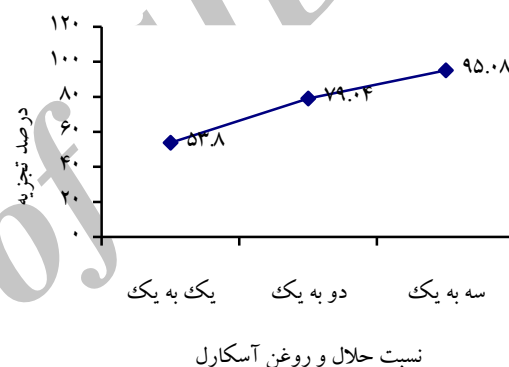 ۱۲۰
۱۰۰
۸۰
۶۰
۴۰
۲۰
۰
درصد تجزیه
۵۳.۸
۷۹.۰۴
۹۵.۰۸
یک به یک
دو به یک
سه به یک
نسبت حلال و روغن آسکارل
of